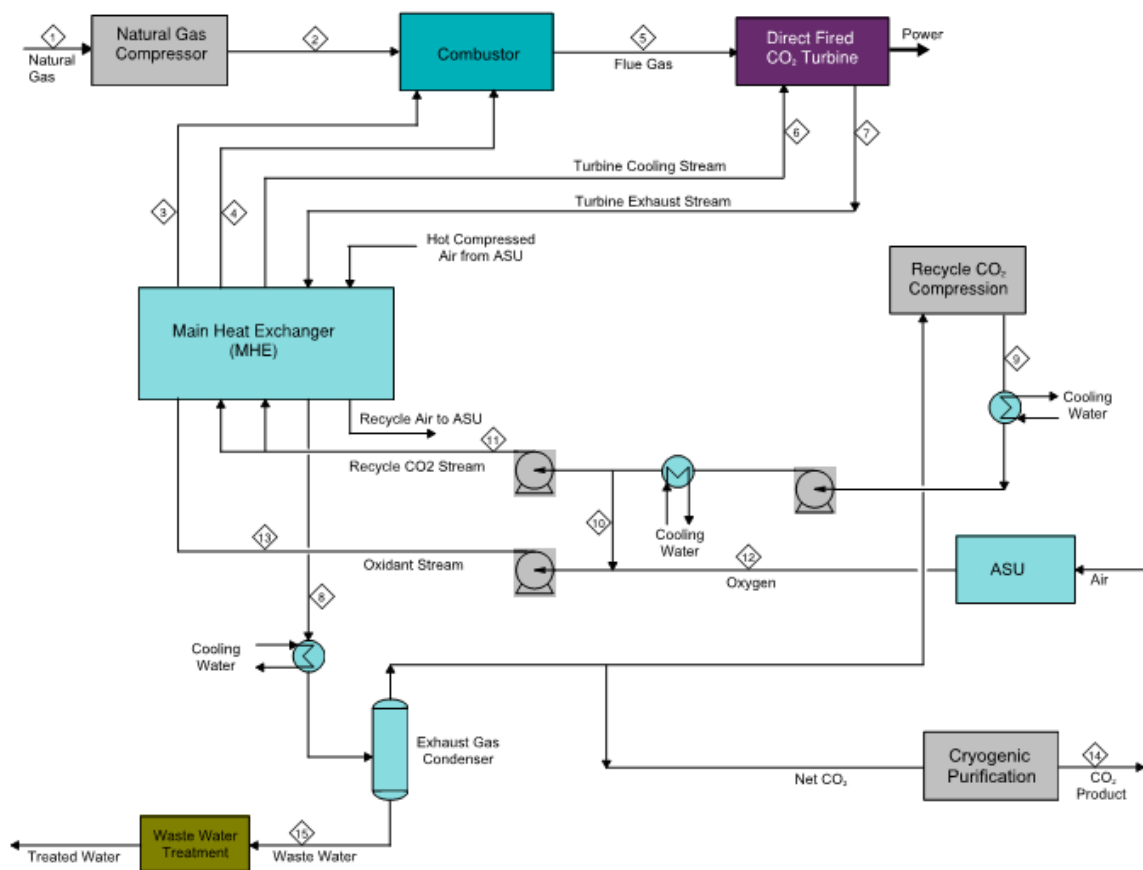 1
Natural
Gas
Natural Gas
Compressor
2
Combustor
5
Flue Gas
Direct Fired
CO₂ Turbine
Power
6
7
Turbine Cooling Stream
3
4
Turbine Exhaust Stream
Hot Compressed
Air from ASU
Recycle CO₂
Compression
Main Heat Exchanger
(MHE)
9
Cooling
Water
Recycle Air to ASU
11
Recycle CO2 Stream
10
Cooling
Water
13
Oxidant Stream
12
Oxygen
ASU
Air
8
Cooling
Water
Exhaust Gas
Condenser
Net CO₂
Cryogenic
Purification
14
CO₂
Product
15
Waste Water
Treatment
Treated Water
Waste Water